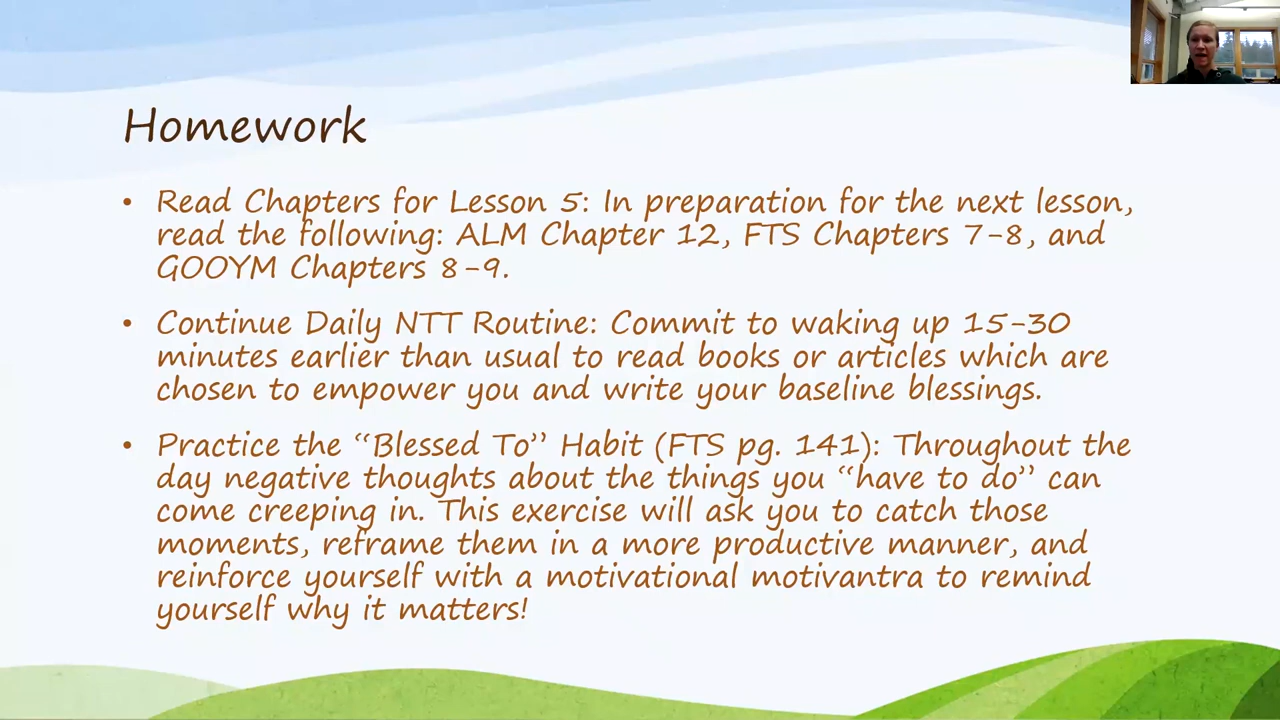 Homework
• Read Chapters for Lesson 5: In preparation for the next lesson,
read the following: ALM Chapter 12, FTS Chapters 7-8, and
GOOYM Chapters 8-9.
• Continue Daily NTT Routine: Commit to waking up 15-30
minutes earlier than usual to read books or articles which are
chosen to empower you and write your baseline blessings.
• Practice the “Blessed To” Habit (FTS pg. 141): Throughout the
day negative thoughts about the things you “have to do” can
come creeping in. This exercise will ask you to catch those
moments, reframe them in a more productive manner, and
reinforce yourself with a motivational motivantra to remind
yourself why it matters!